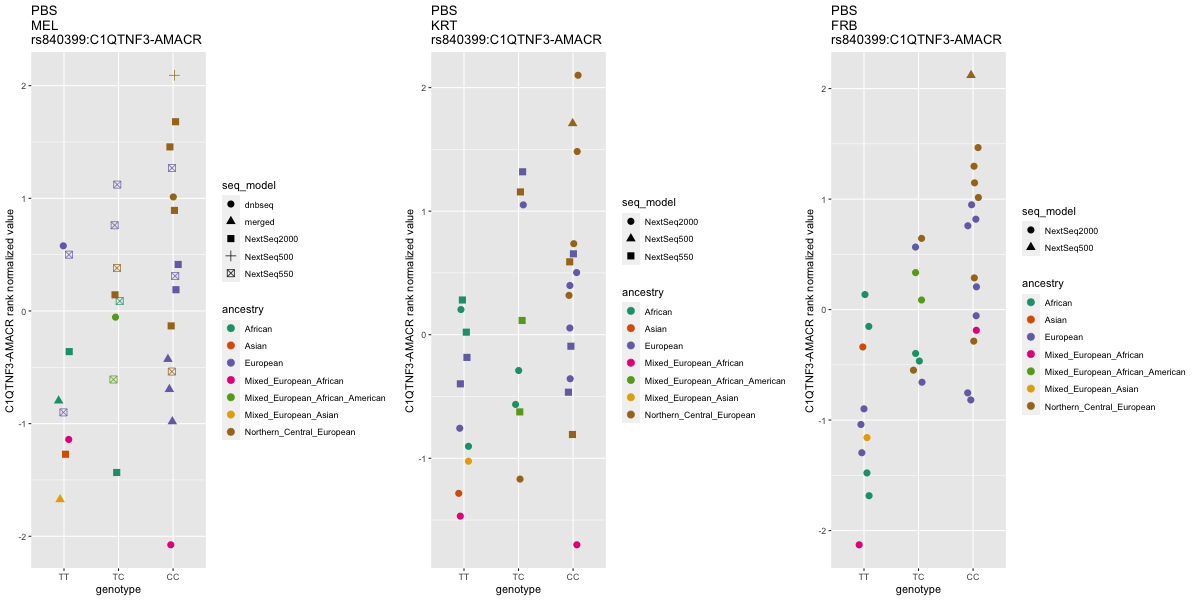 PBS
MEL
rs840399:C1QTNF3-AMACR
C1QTNF3-AMACR rank normalized value
2
1
0
-1
-2
TT
TC
CC
genotype
seq_model
dnbseq
merged
NextSeq2000
NextSeq500
NextSeq550
ancestry
African
Asian
European
Mixed_European_African
Mixed_European_African_American
Mixed_European_Asian
Northern_Central_European
PBS
KRT
rs840399:C1QTNF3-AMACR
C1QTNF3-AMACR rank normalized value
2
1
0
-1
TT
TC
CC
genotype
seq_model
NextSeq2000
NextSeq500
NextSeq550
ancestry
African
Asian
European
Mixed_European_African
Mixed_European_African_American
Mixed_European_Asian
Northern_Central_European
PBS
FRB
rs840399:C1QTNF3-AMACR
C1QTNF3-AMACR rank normalized value
2
1
0
-1
-2
TT
TC
CC
genotype
seq_model
NextSeq2000
NextSeq500
ancestry
African
Asian
European
Mixed_European_African
Mixed_European_African_American
Mixed_European_Asian
Northern_Central_European